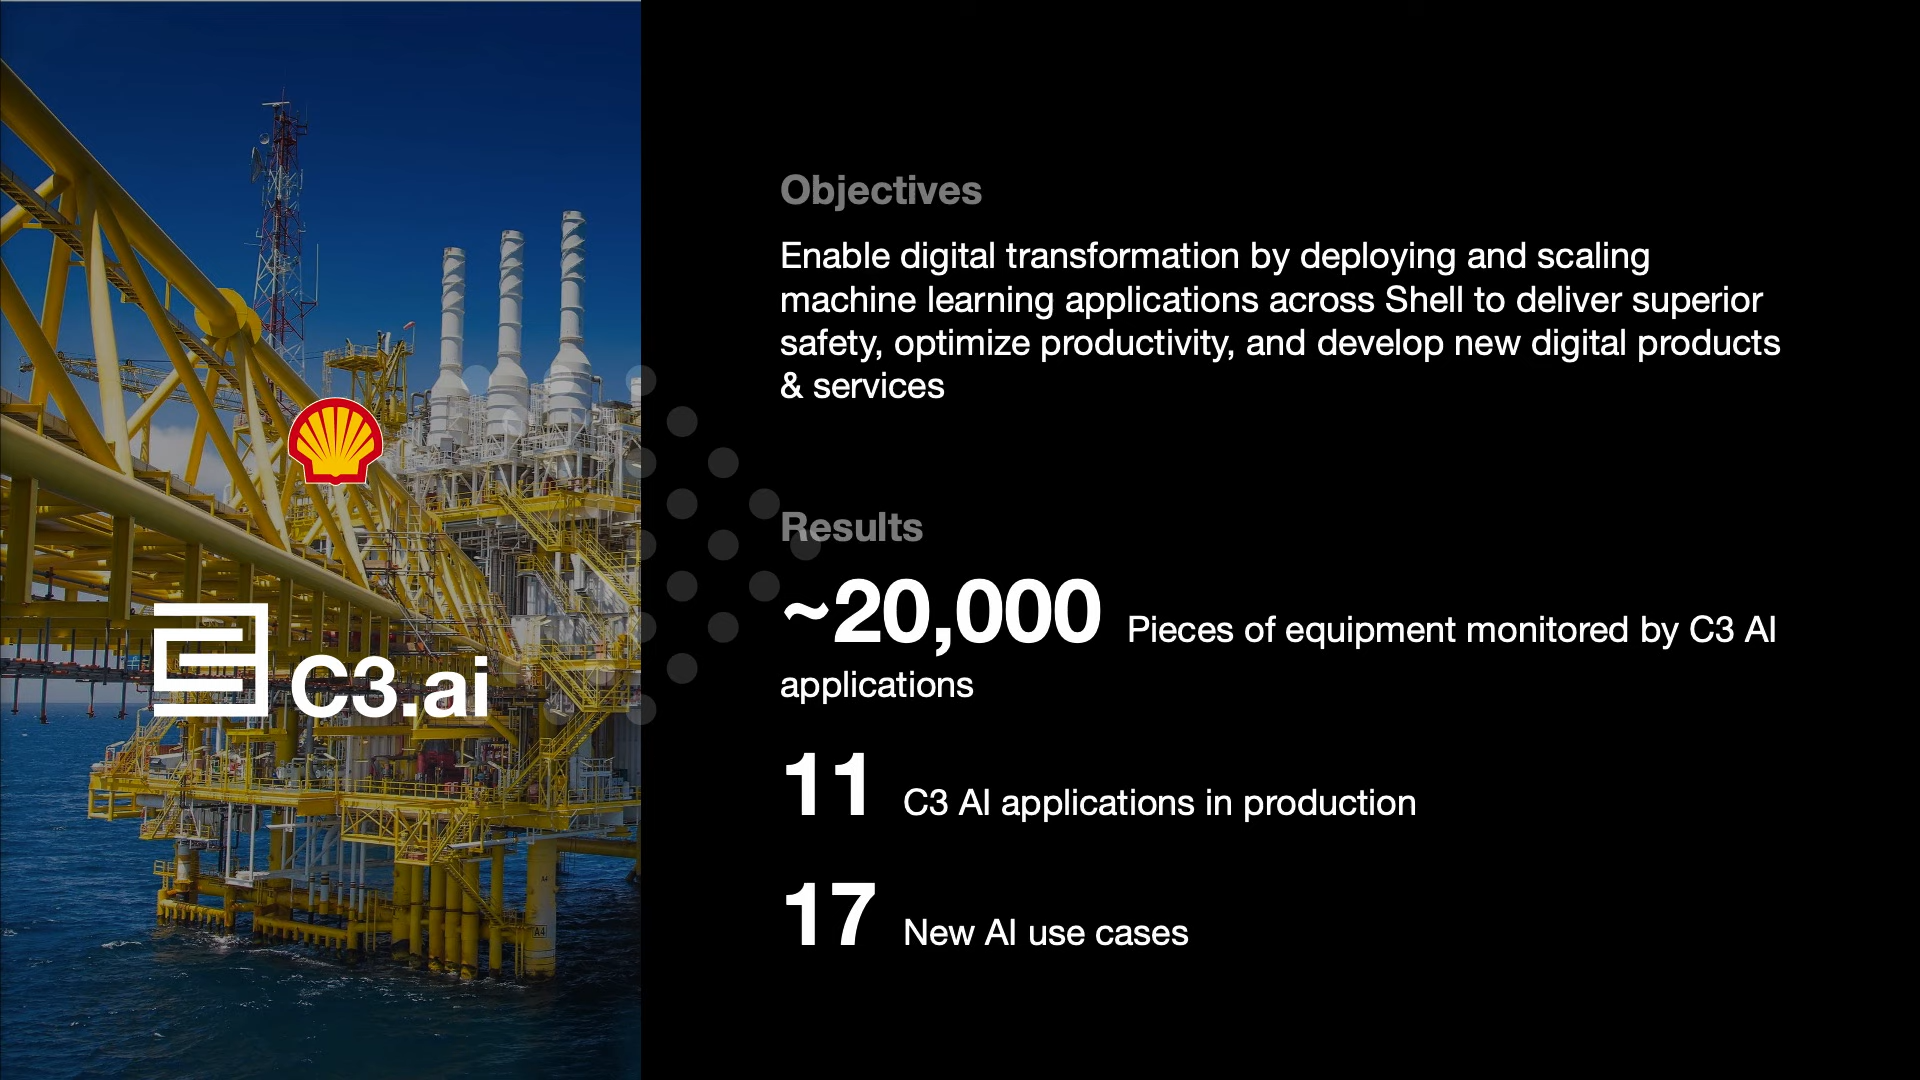 Objectives
Enable digital transformation by deploying and scaling
machine learning applications across Shell to deliver superior
safety, optimize productivity, and develop new digital products
& services
Results
~20,000 Pieces of equipment monitored by C3 AI
applications
11 C3 AI applications in production
17 New AI use cases
C3.ai
A4